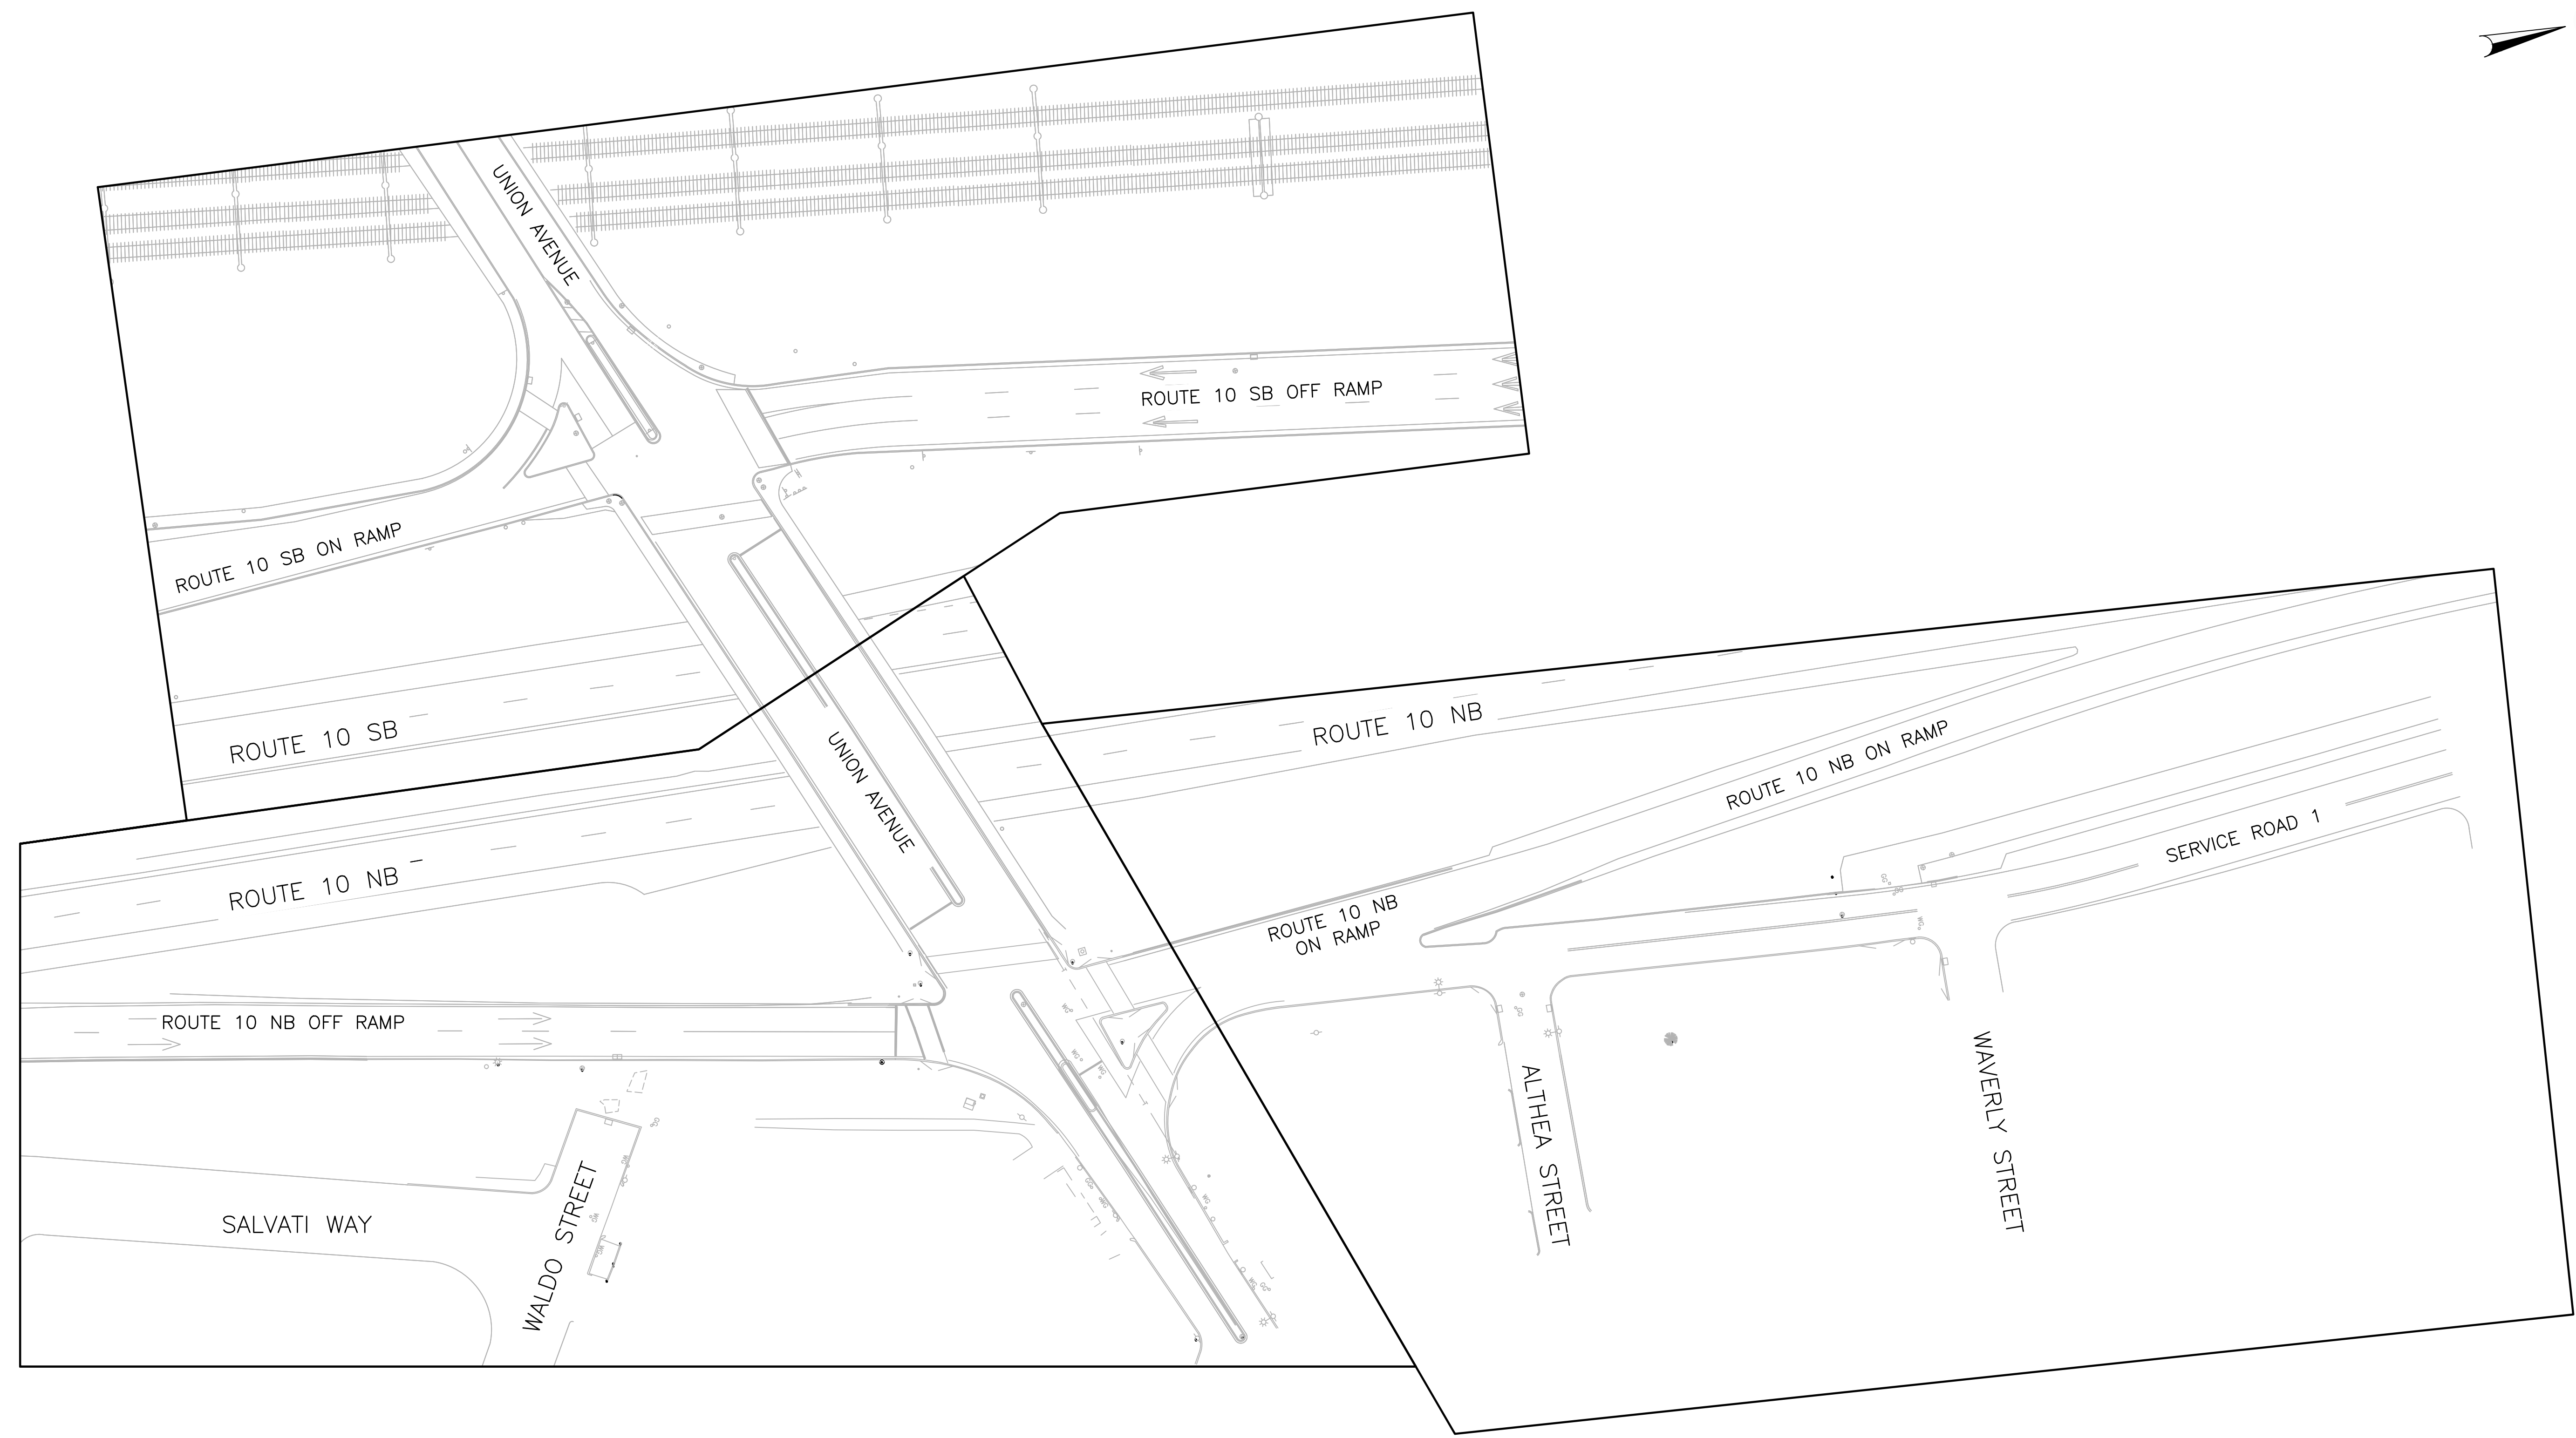 UNION AVENUE
ROUTE 10 SB OFF RAMP
ROUTE 10 SB ON RAMP
ROUTE 10 SB
UNION AVENUE
ROUTE 10 NB
ROUTE 10 NB ON RAMP
SERVICE ROAD 1
ROUTE 10 NB
ROUTE 10 NB
ON RAMP
ROUTE 10 NB OFF RAMP
SALVATI WAY
WALDO STREET
ALTHEA STREET
WAVERLY STREET